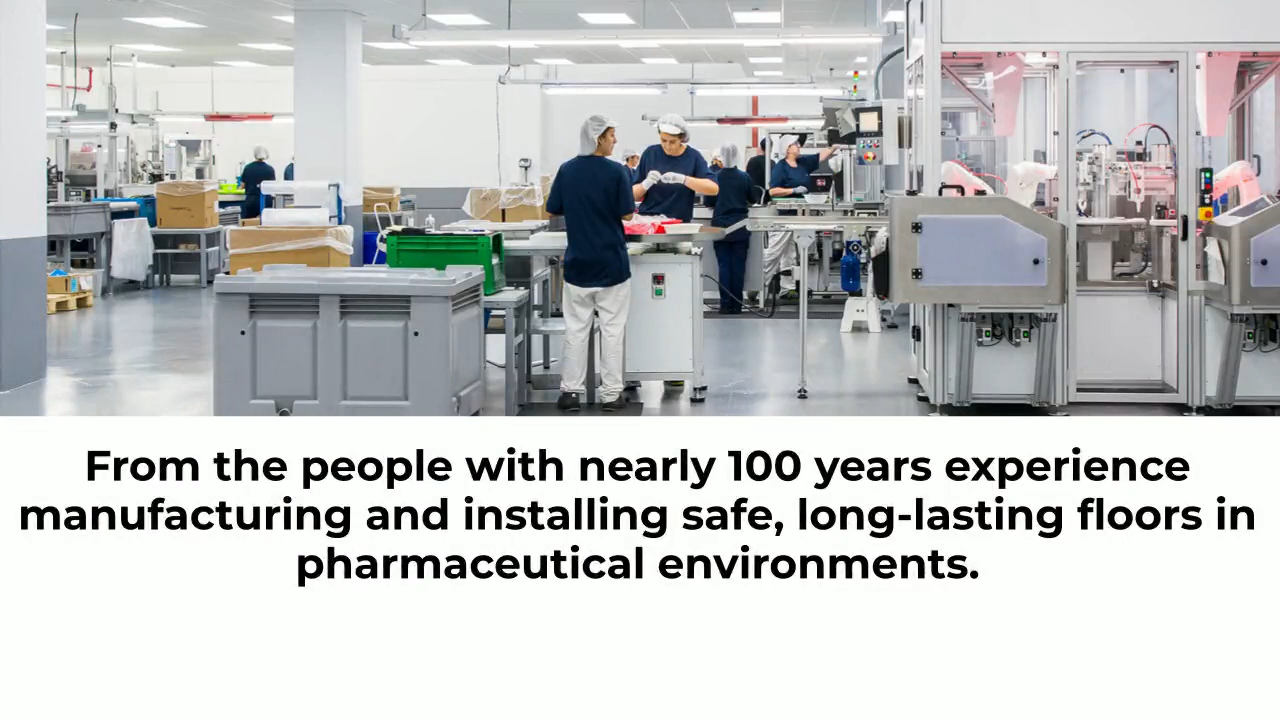 From the people with nearly 100 years experience
manufacturing and installing safe, long-lasting floors in
pharmaceutical environments.